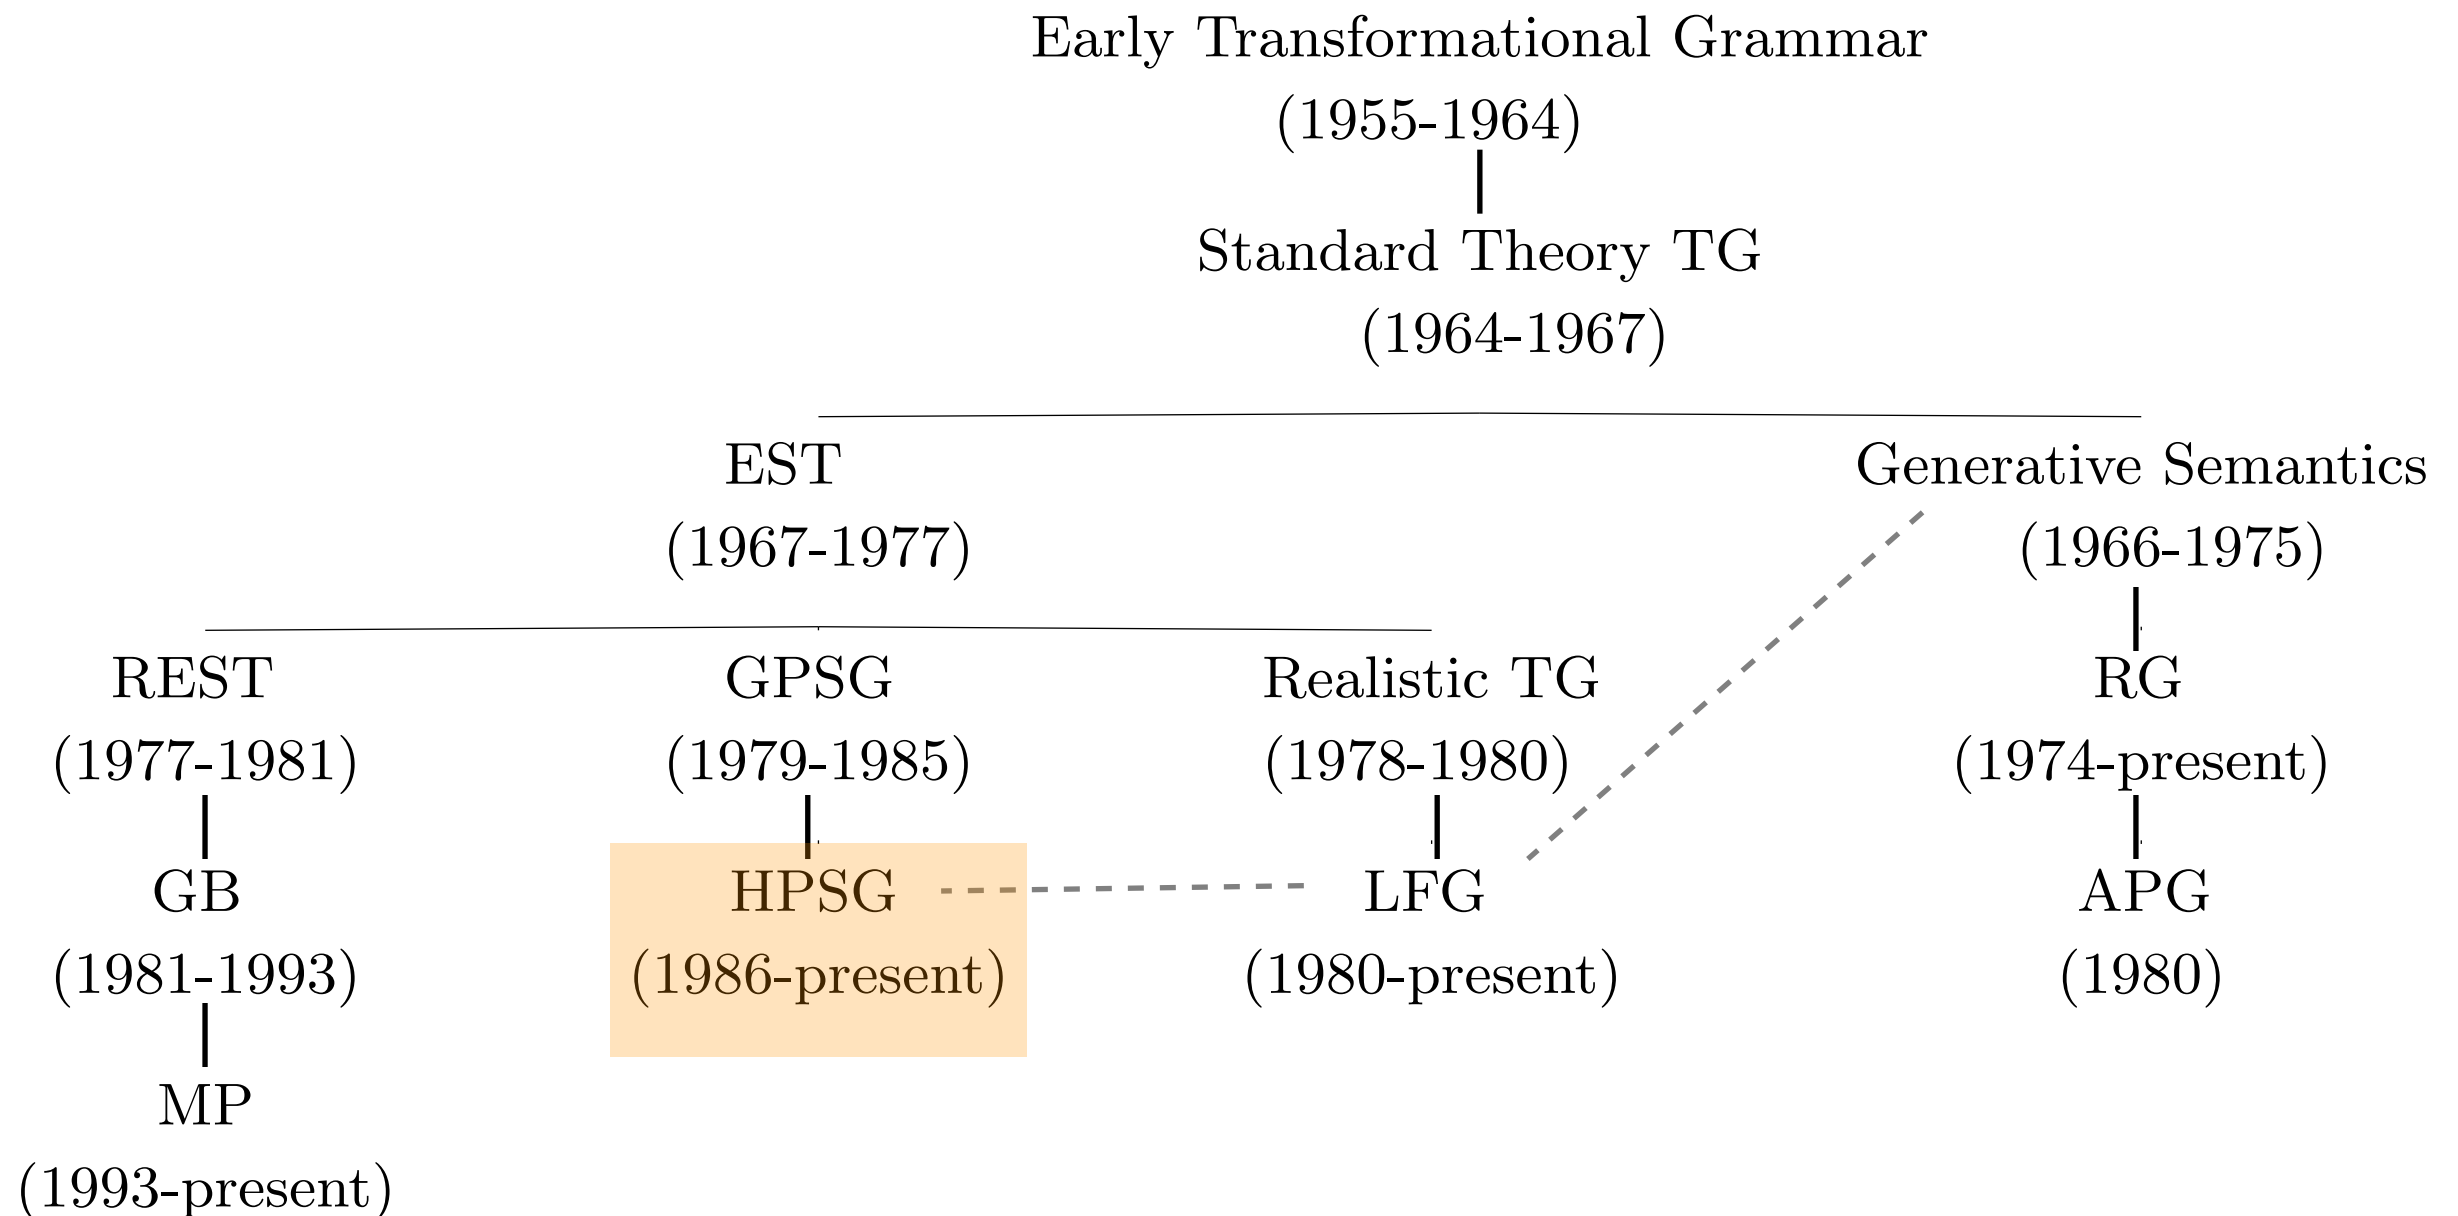 Early Transformational Grammar
(1955-1964)
Standard Theory TG
(1964-1967)
EST
(1967-1977)
Generative Semantics
(1966-1975)
REST
(1977-1981)
GPSG
(1979-1985)
Realistic TG
(1978-1980)
RG
(1974-present)
GB
(1981-1993)
HPSG
(1986-present)
LFG
(1980-present)
APG
(1980)
MP
(1993-present)